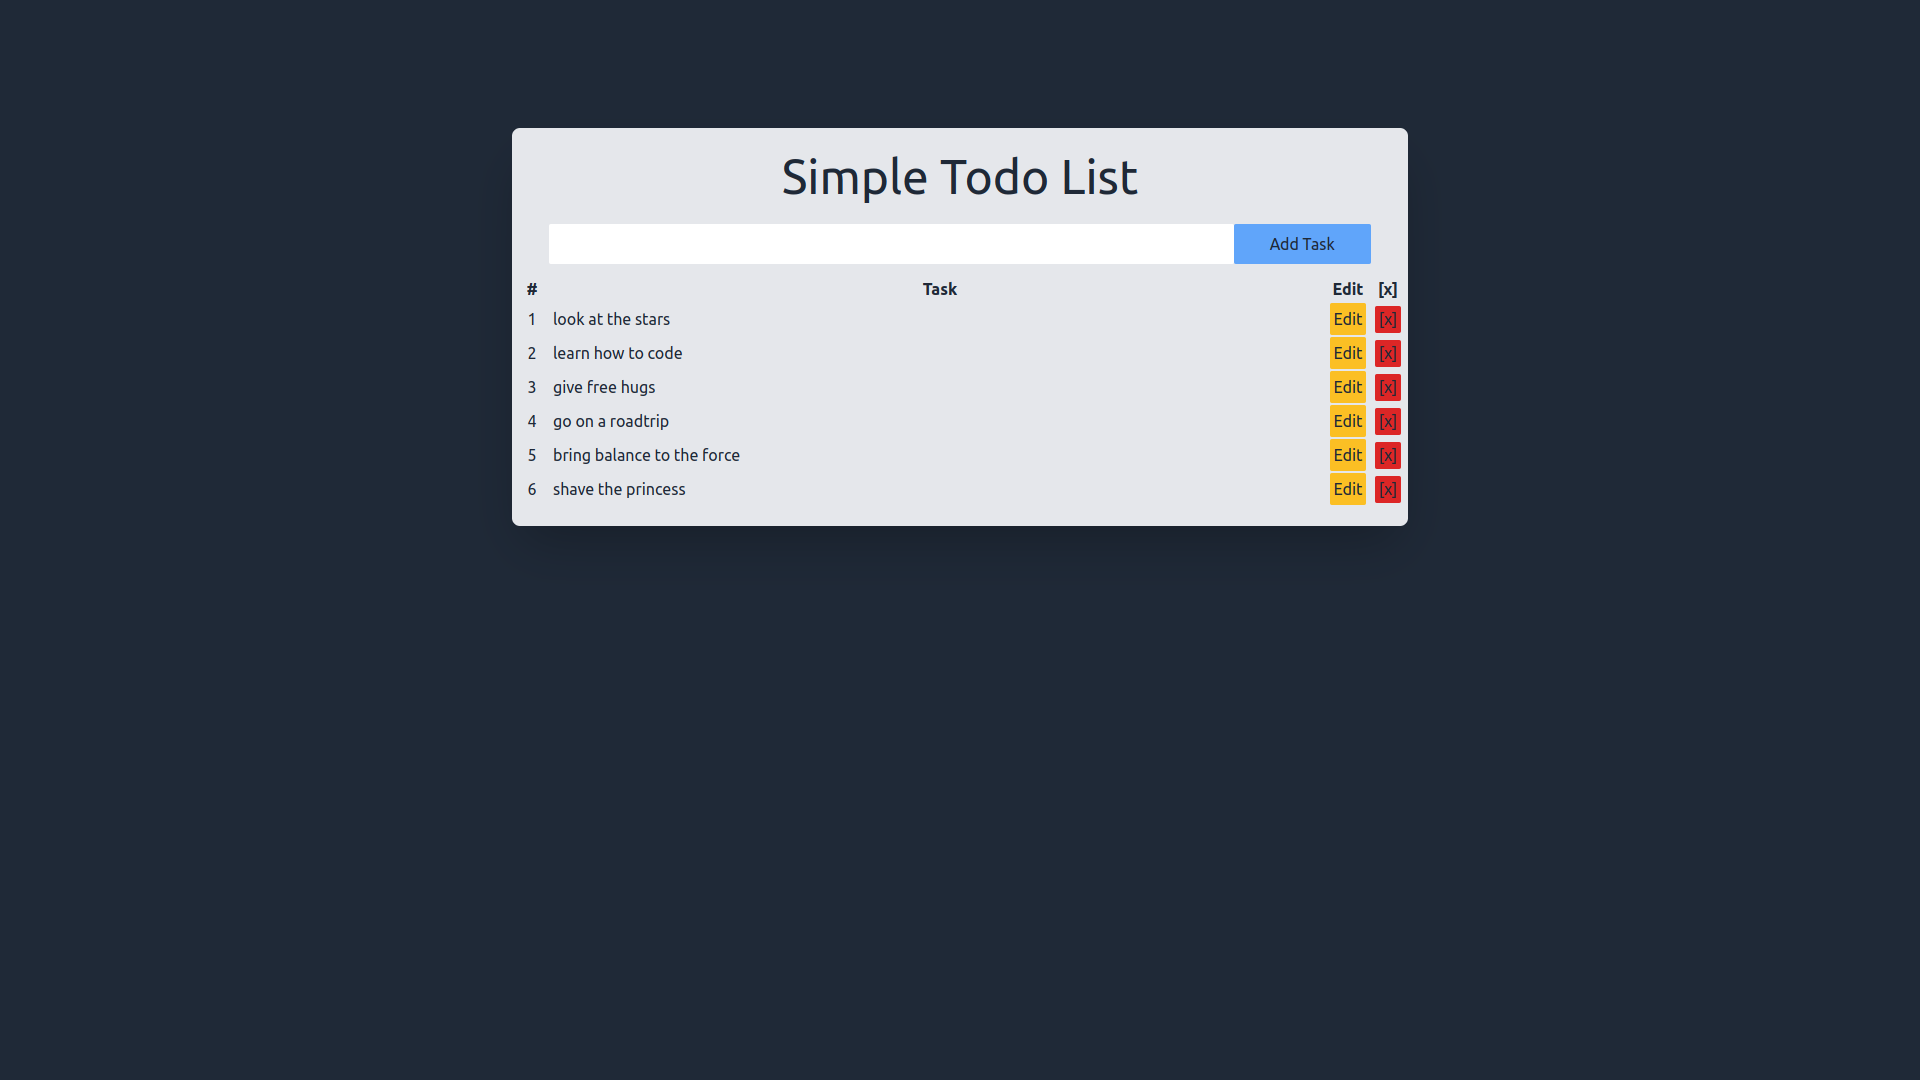 Simple Todo List
Add Task
# Task Edit [x]
1 look at the stars Edit [x]
2 learn how to code Edit [x]
3 give free hugs Edit [x]
4 go on a roadtrip Edit [x]
5 bring balance to the force Edit [x]
6 shave the princess Edit [x]